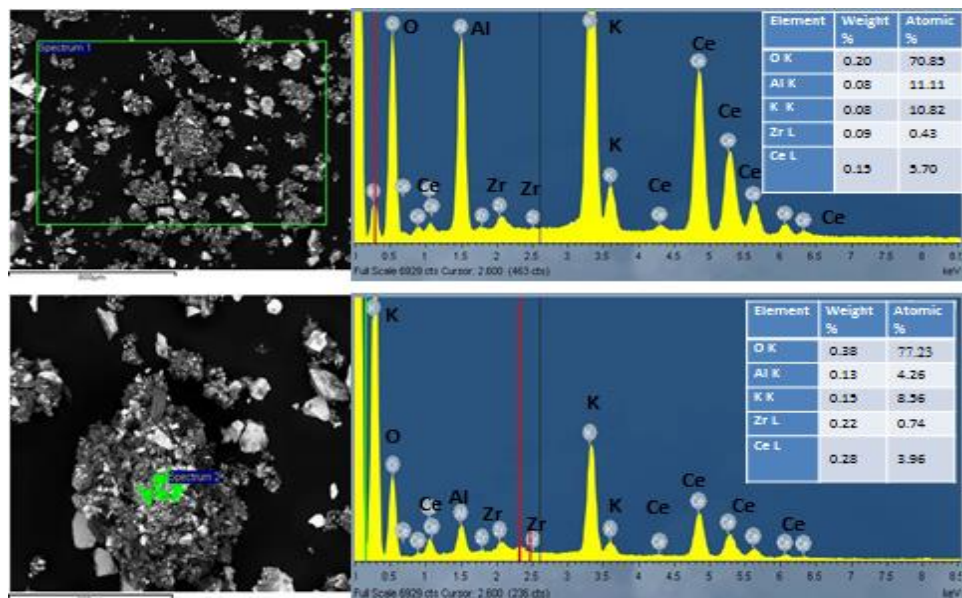 Spectrum 1
O
Al
K
K
Ce
Ce
Ce
Ce
Zr
Zr
Ce
Ce
0.5 1 1.5 2 2.5 3 3.5 4 4.5 5 5.5 6 6.5 7 7.5 8 8.5
Full Scale 6929 cts Cursor: 2.600 (463 cts) keV
Element Weight % Atomic %
O K 0.20 70.85
Al K 0.08 11.11
K K 0.08 10.82
Zr L 0.09 0.43
Ce L 0.15 5.70
Spectrum
K
O
Ce
Al
Zr
Zr
K
K
Ce
Ce
Ce
Ce
0.5 1 1.5 2 2.5 3 3.5 4 4.5 5 5.5 6 6.5 7 7.5 8 8.5
Full Scale 6929 cts Cursor: 2.600 (236 cts) keV
Element Weight % Atomic %
O K 0.38 77.23
Al K 0.13 4.26
K K 0.15 8.56
Zr L 0.22 0.74
Ce L 0.28 3.96